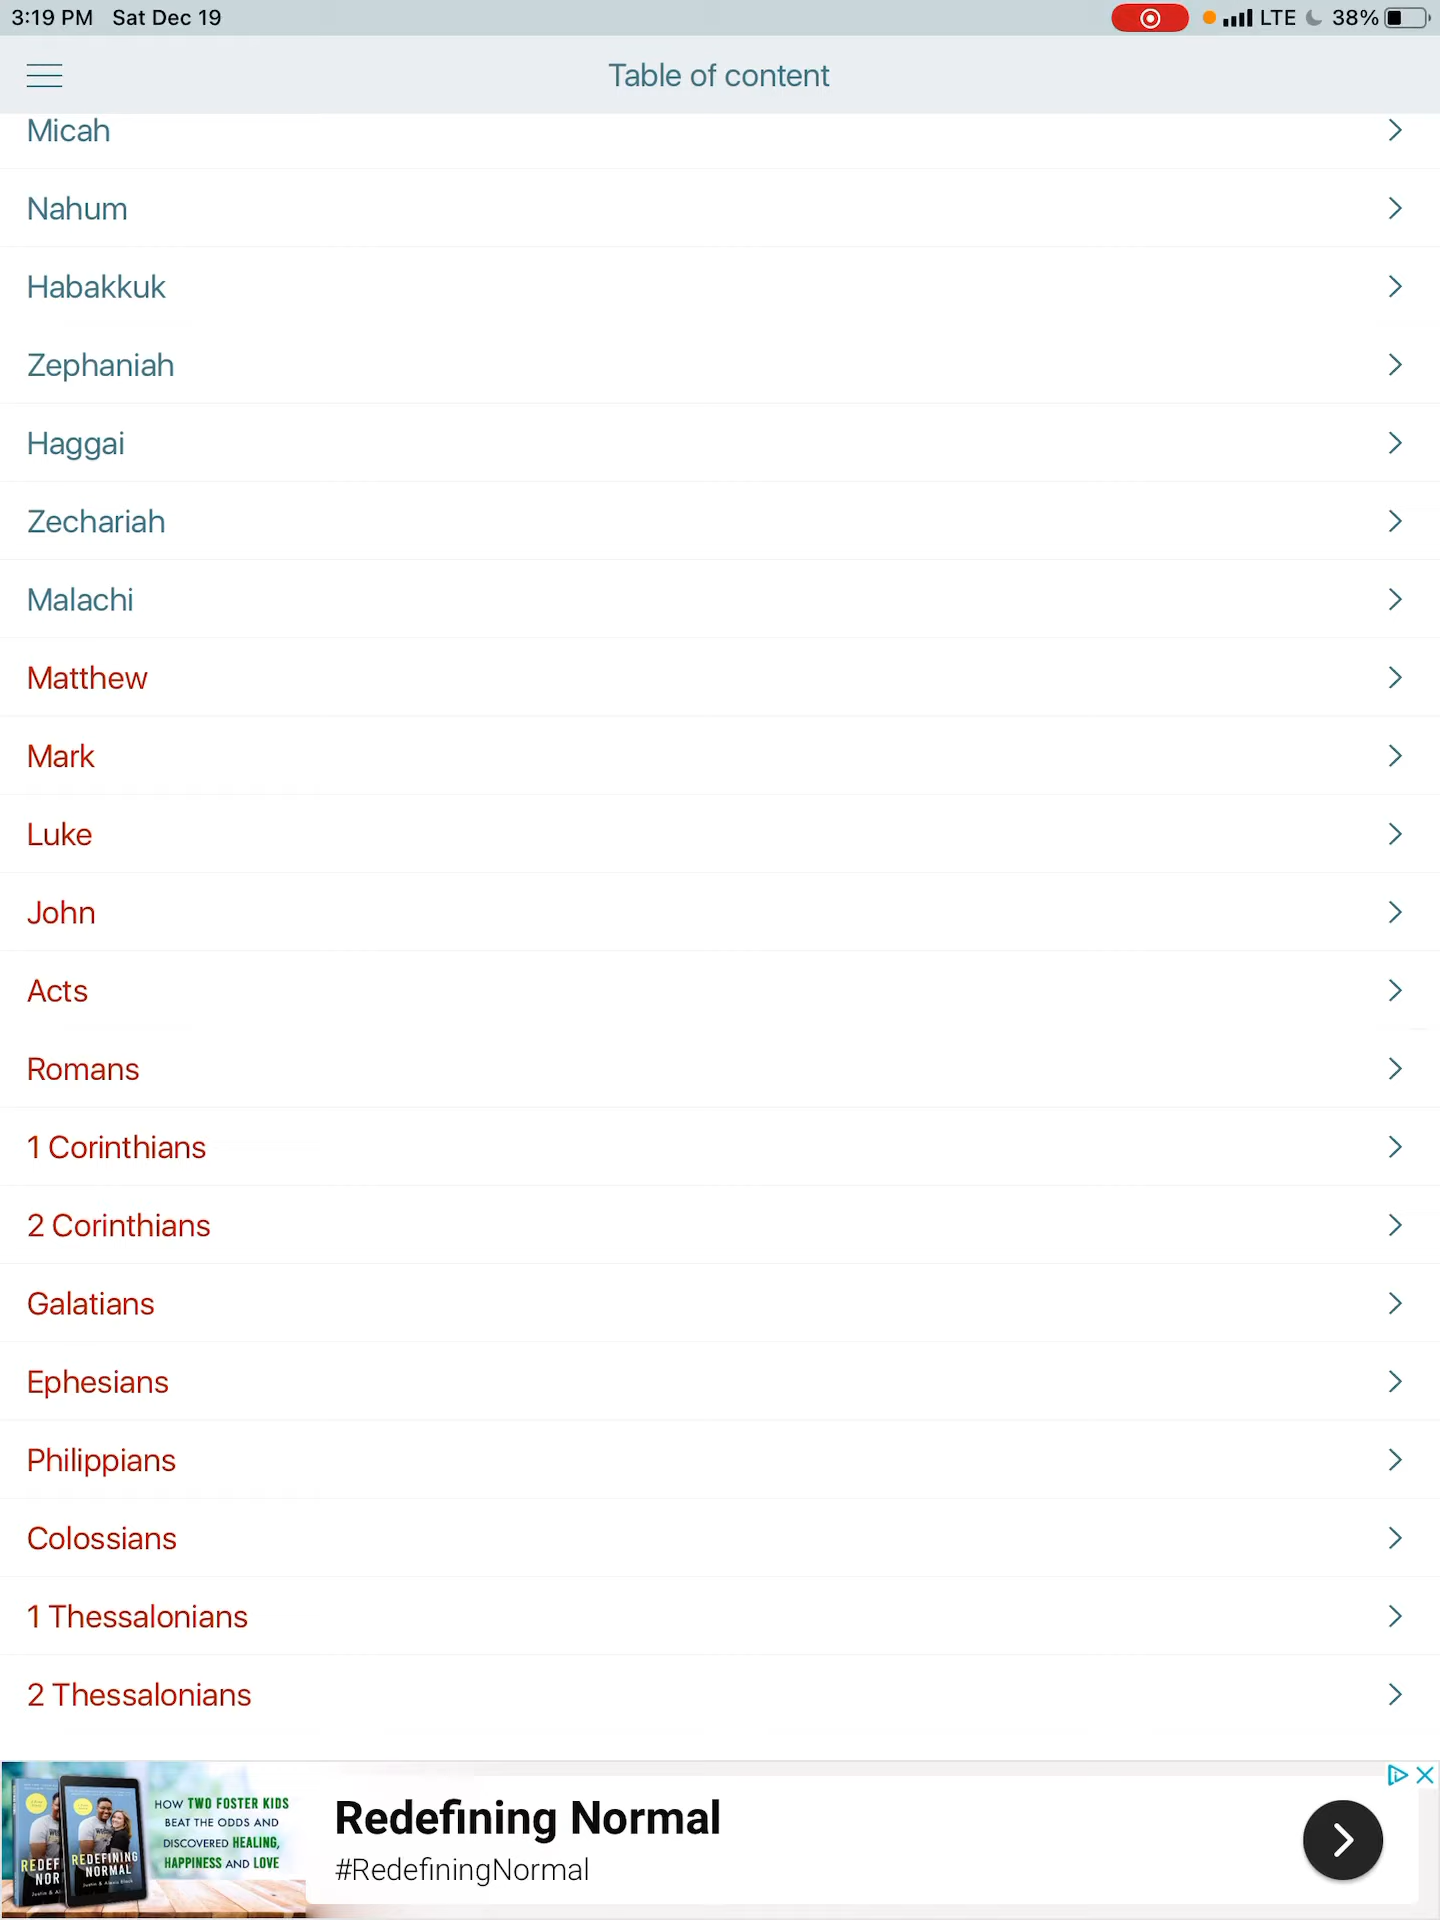 3:19 PM Sat Dec 19 LTE 38%
Table of content
Micah
Nahum
Habakkuk
Zephaniah
Haggai
Zechariah
Malachi
Matthew
Mark
Luke
John
Acts
Romans
1 Corinthians
2 Corinthians
Galatians
Ephesians
Philippians
Colossians
1 Thessalonians
2 Thessalonians
HOW TWO FOSTER KIDS
BEAT THE ODDS AND
DISCOVERED HEALING,
HAPPINESS AND LOVE
REDEFINING
NORMAL
Redefining Normal
#RedefiningNormal